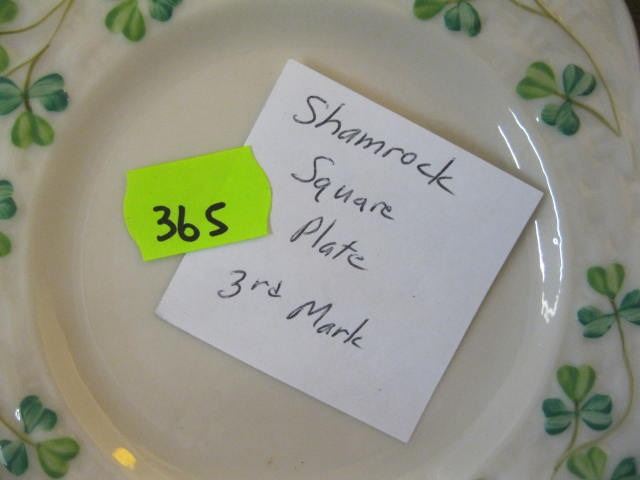 Shamrock
Square
Plate
3rd Mark
365